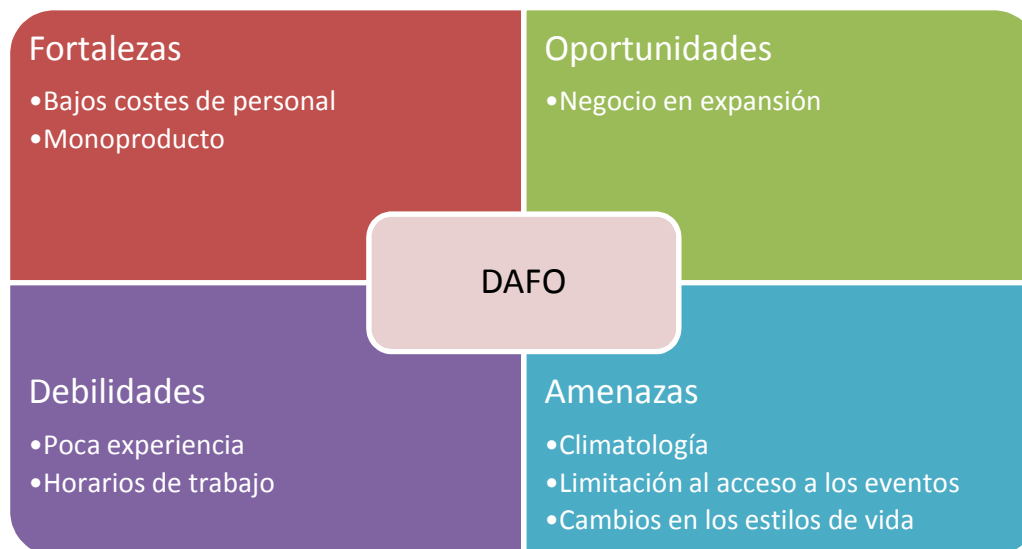 Fortalezas
•Bajos costes de personal
•Monoproducto
Oportunidades
•Negocio en expansión
DAFO
Debilidades
•Poca experiencia
•Horarios de trabajo
Amenazas
•Climatología
•Limitación al acceso a los eventos
•Cambios en los estilos de vida